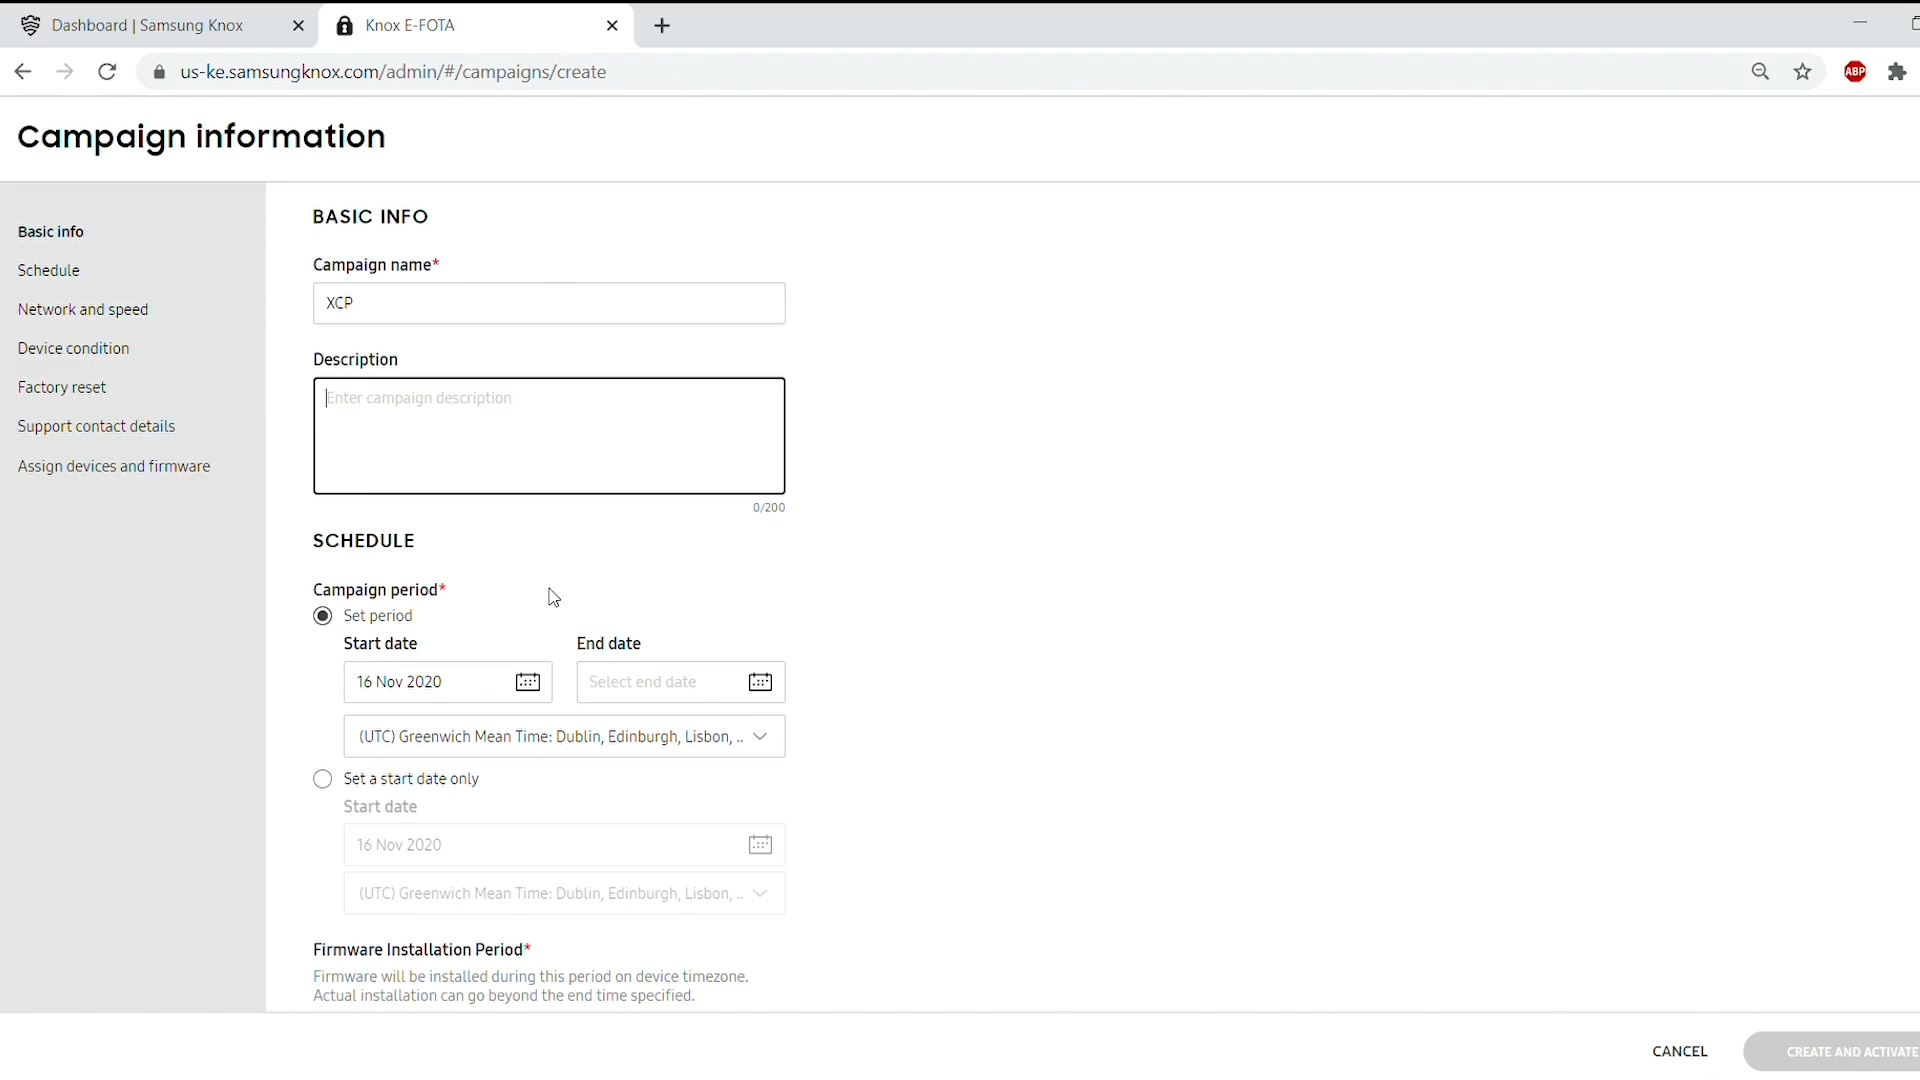 Dashboard | Samsung Knox
Knox E-FOTA
us-ke.samsungknox.com/admin/#/campaigns/create
ABP
Campaign information
Basic info
Schedule
Network and speed
Device condition
Factory reset
Support contact details
Assign devices and firmware
BASIC INFO
Campaign name*
XCP
Description
Enter campaign description
0/200
SCHEDULE
Campaign period*
Set period
Start date End date
16 Nov 2020 Select end date
(UTC) Greenwich Mean Time: Dublin, Edinburgh, Lisbon, ..
Set a start date only
Start date
16 Nov 2020
(UTC) Greenwich Mean Time: Dublin, Edinburgh, Lisbon, ..
Firmware Installation Period*
Firmware will be installed during this period on device timezone.
Actual installation can go beyond the end time specified.
CANCEL CREATE AND ACTIVATE